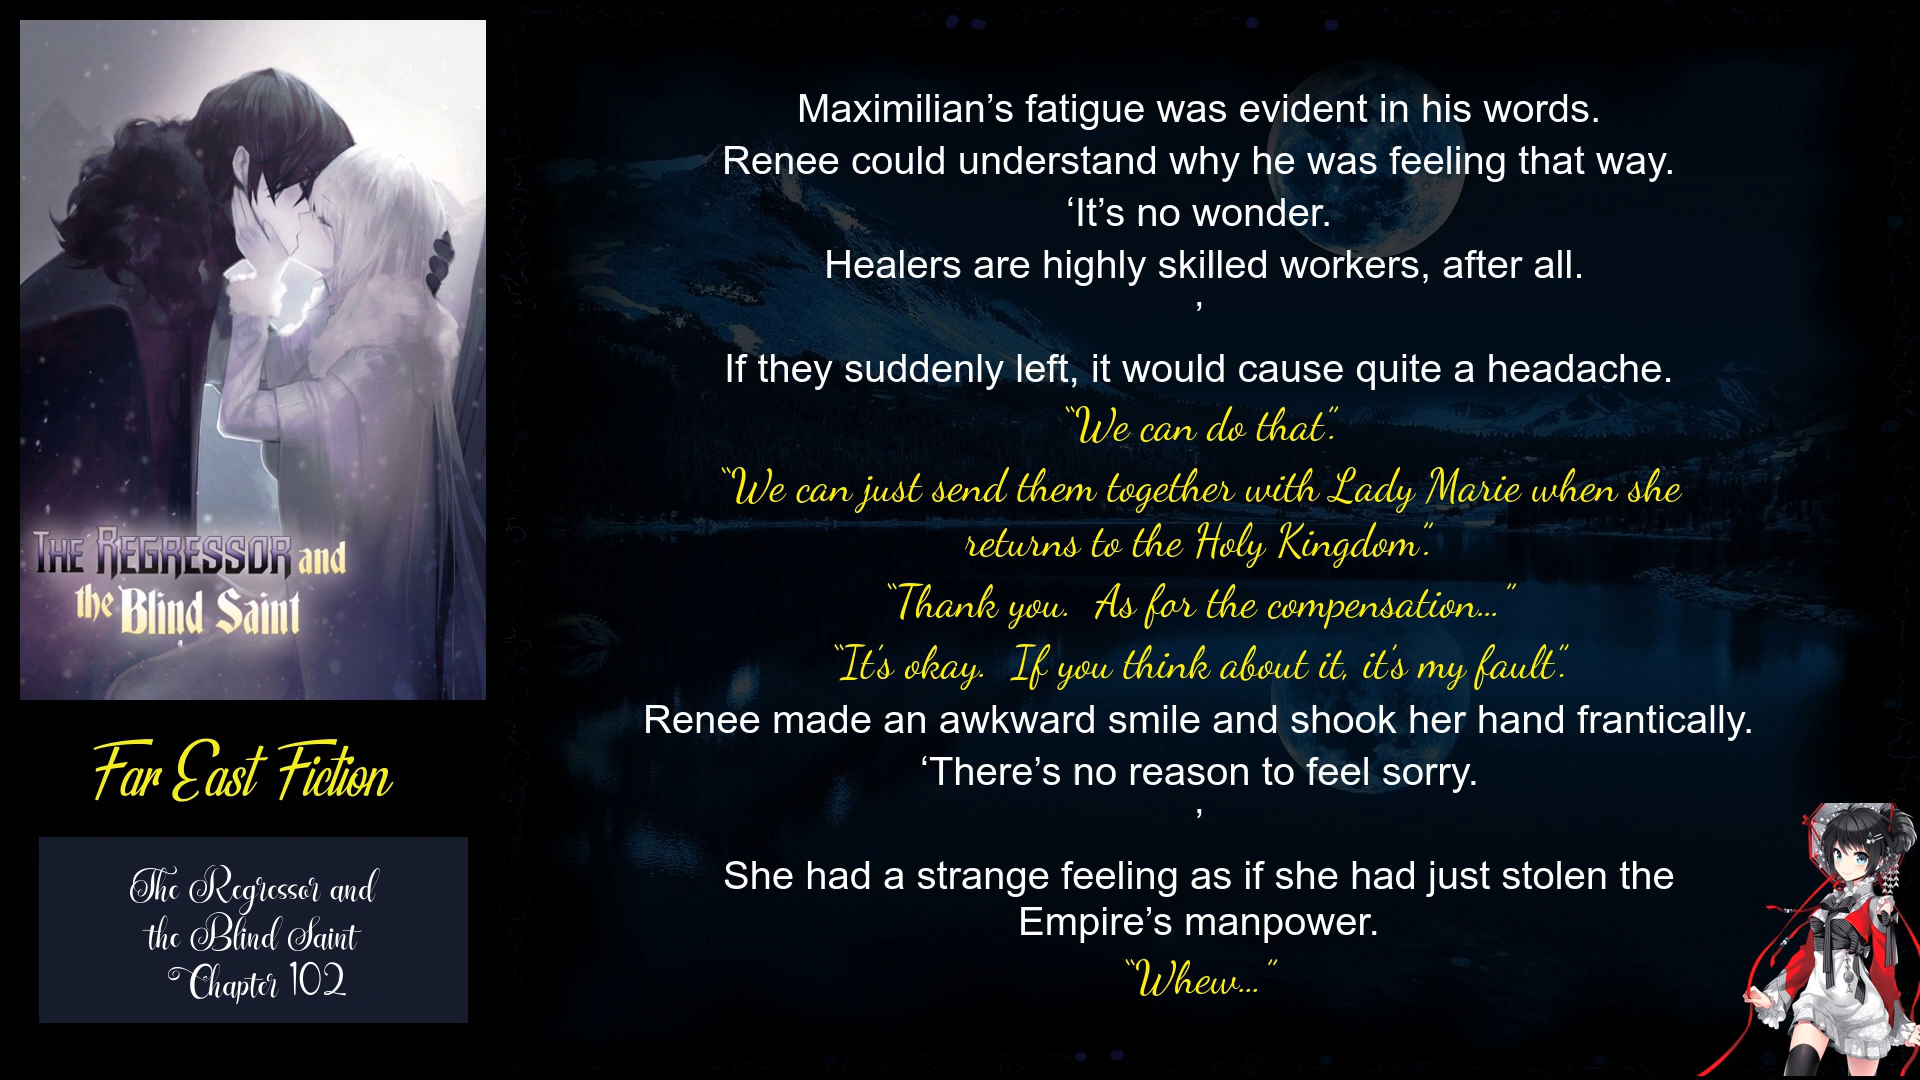 THE REGRESSOR and
the Blind Saint
Far East Fiction
The Regressor and
the Blind Saint
Chapter 102
Maximilian’s fatigue was evident in his words.
Renee could understand why he was feeling that way.
‘It’s no wonder.
Healers are highly skilled workers, after all.
’
If they suddenly left, it would cause quite a headache.
“We can do that”.
“We can just send them together with Lady Marie when she
returns to the Holy Kingdom”.
“Thank you.  As for the compensation…”
“It’s okay.  If you think about it, it’s my fault”.
Renee made an awkward smile and shook her hand frantically.
‘There’s no reason to feel sorry.
’
She had a strange feeling as if she had just stolen the
Empire’s manpower.
“Whew…”